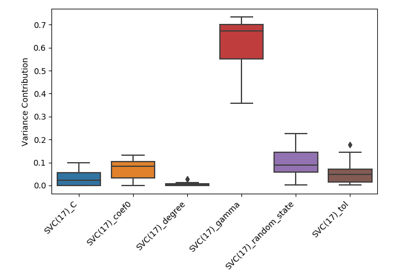 Variance Contribution
0.7
0.6
0.5
0.4
0.3
0.2
0.1
0.0
SVC(17)_C
SVC(17)_coef0
SVC(17)_degree
SVC(17)_gamma
SVC(17)_random_state
SVC(17)_tol